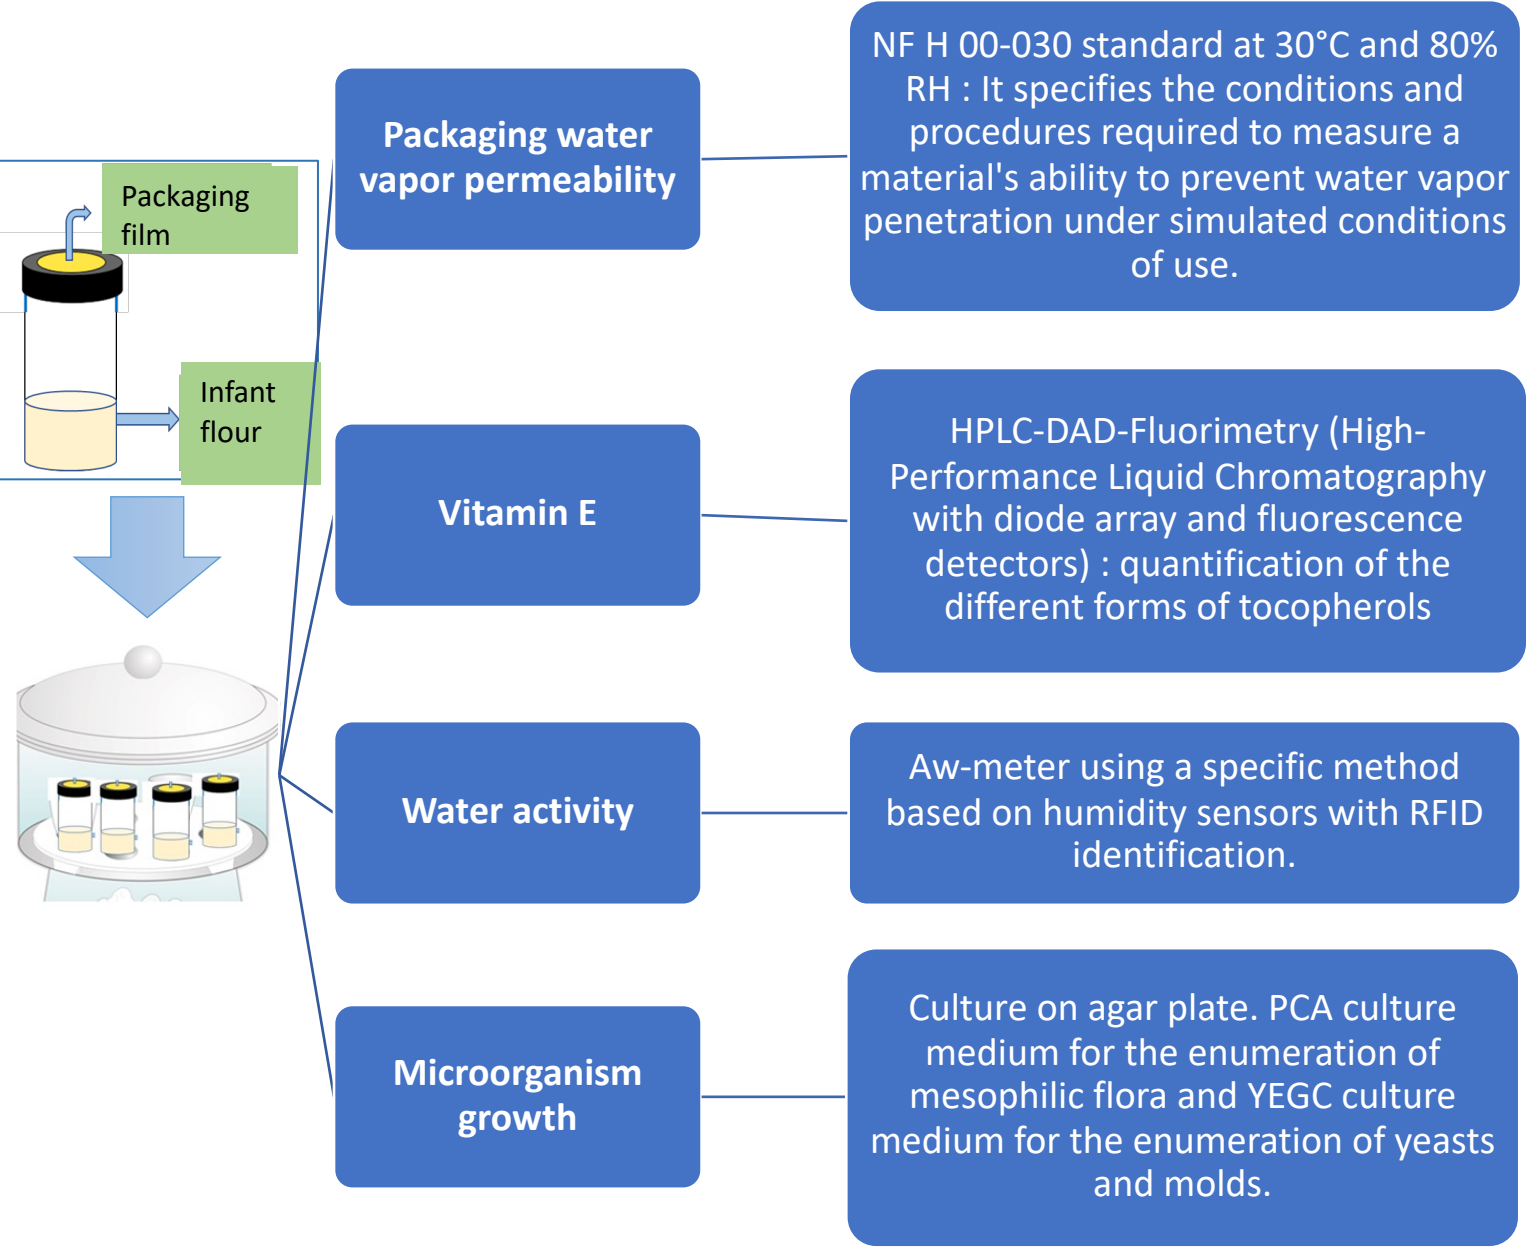 Packaging
film
Infant
flour
Packaging water
vapor permeability
NF H 00-030 standard at 30°C and 80%
RH : It specifies the conditions and
procedures required to measure a
material's ability to prevent water vapor
penetration under simulated conditions
of use.
Vitamin E
HPLC-DAD-Fluorimetry (High-
Performance Liquid Chromatography
with diode array and fluorescence
detectors) : quantification of the
different forms of tocopherols
Water activity
Aw-meter using a specific method
based on humidity sensors with RFID
identification.
Microorganism
growth
Culture on agar plate. PCA culture
medium for the enumeration of
mesophilic flora and YEGC culture
medium for the enumeration of yeasts
and molds.